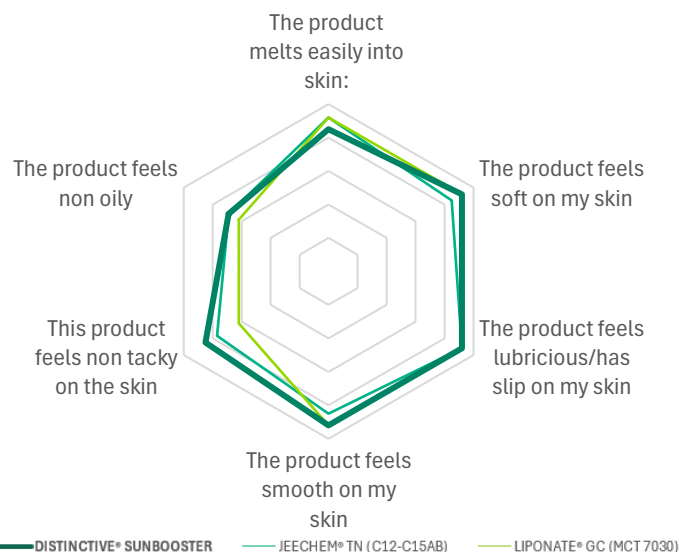 The product
melts easily into
skin:
The product feels
soft on my skin
The product feels
lubricious/has
slip on my skin
The product feels
smooth on my
skin
This product
feels non tacky
on the skin
The product feels
non oily
DISTINCTIVE® SUNBOOSTER
JEECHEM® TN (C12-C15AB)
LIPONATE® GC (MCT 7030)